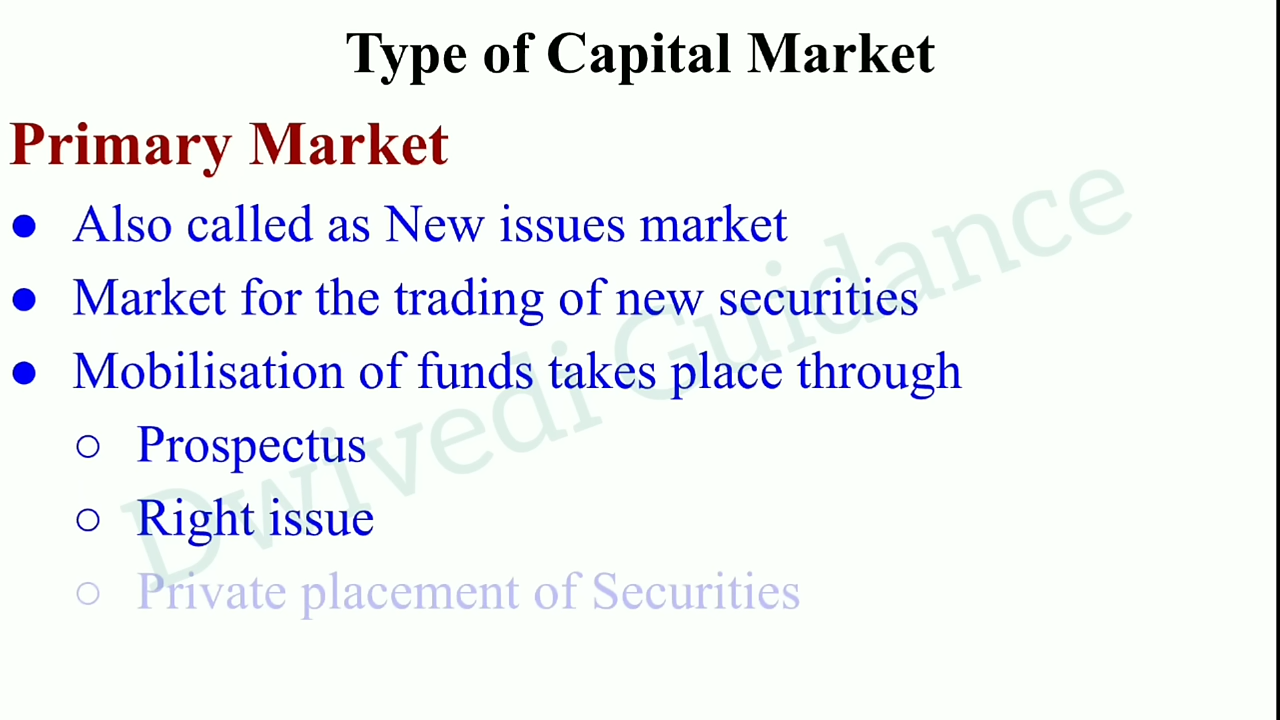 Type of Capital Market
Primary Market
● Also called as New issues market
● Market for the trading of new securities
● Mobilisation of funds takes place through
○ Prospectus
○ Right issue
○ Private placement of Securities
Dwivedi Guidance